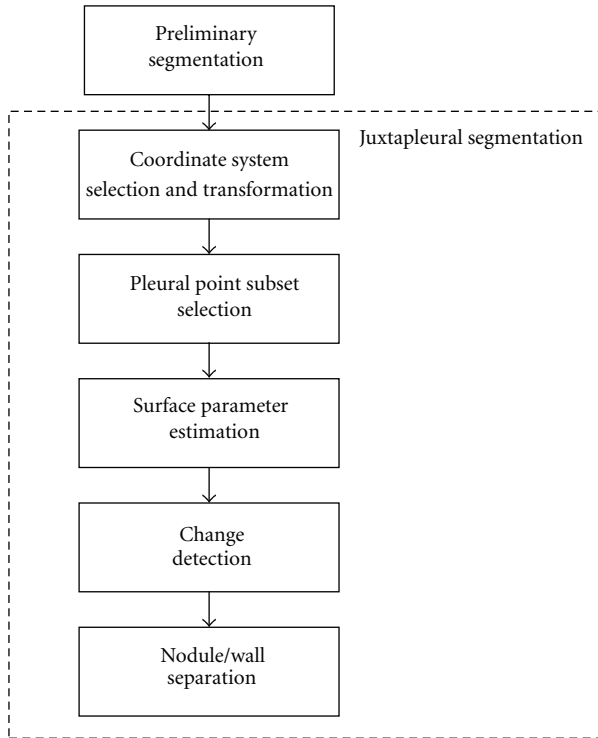 Preliminary
segmentation
Juxtapleural segmentation
Coordinate system
selection and transformation
Pleural point subset
selection
Surface parameter
estimation
Change
detection
Nodule/wall
separation